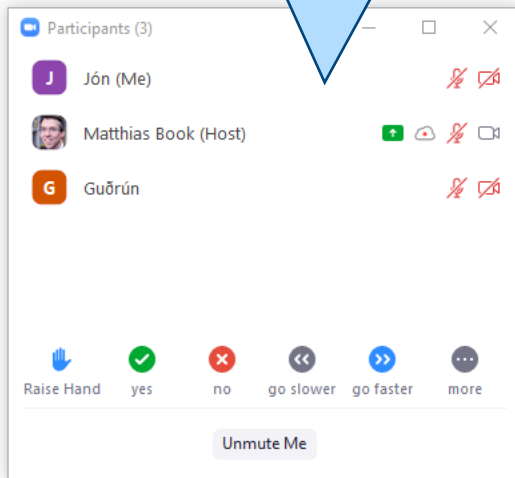 Participants (3)
J Jón (Me)
Matthias Book (Host)
G Guðrún
Raise Hand yes no go slower go faster more
Unmute Me